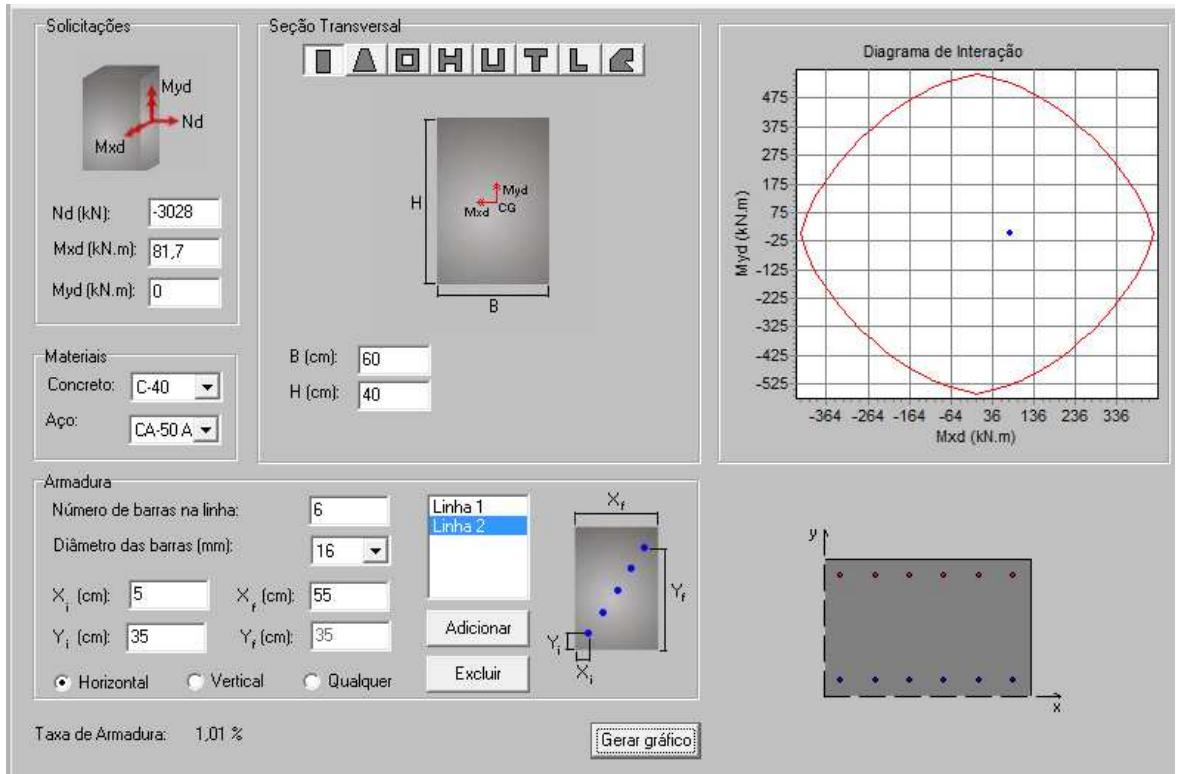 Solicitações
Myd
Nd
Mxd
Nd (kN): -3028
Mxd (kN.m): 81,7
Myd (kN.m): 0
Materiais
Concreto: C-40
Aço: CA-50 A
Seção Transversal
H
Myd
Mxd CG
B
B (cm): 60
H (cm): 40
Diagrama de Interação
Myd (kN.m)
475
375
275
175
75
-25
-125
-225
-325
-425
-525
-364 -264 -164 -64 36 136 236 336
Mxd (kN.m)
Armadura
Número de barras na linha: 6
Diâmetro das barras (mm): 16
Xi (cm): 5 Xf (cm): 55
Yi (cm): 35 Yf (cm): 35
Horizontal Vertical Qualquer
Linha 1
Linha 2
Adicionar
Excluir
Xf
Yf
Yi
Xi
y
x
Taxa de Armadura: 1,01 %
Gerar gráfico